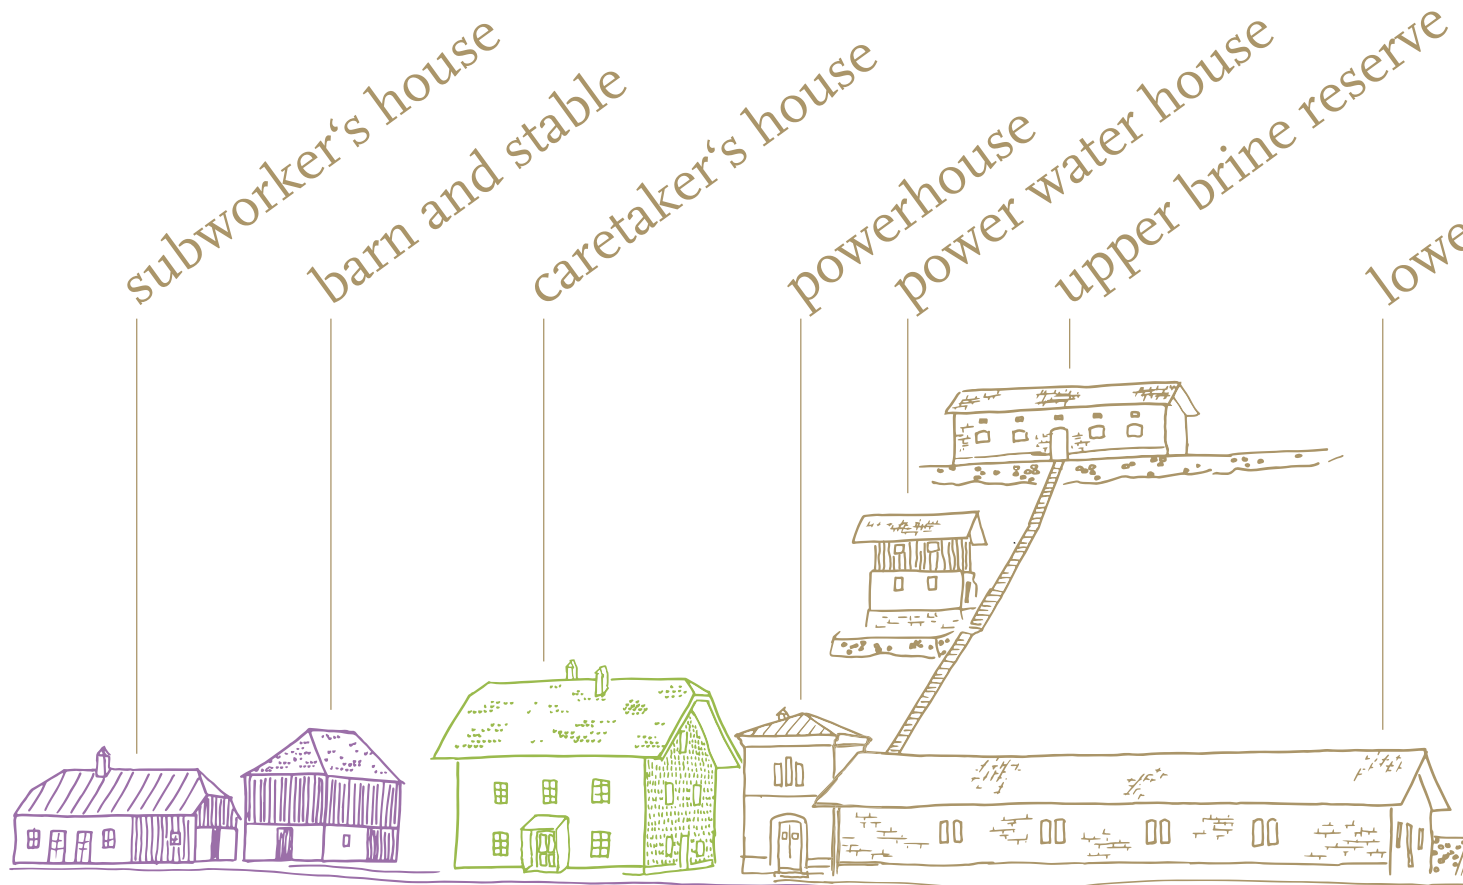 subworker‘s house
barn and stable
caretaker‘s house
powerhouse
power water house
upper brine reserve